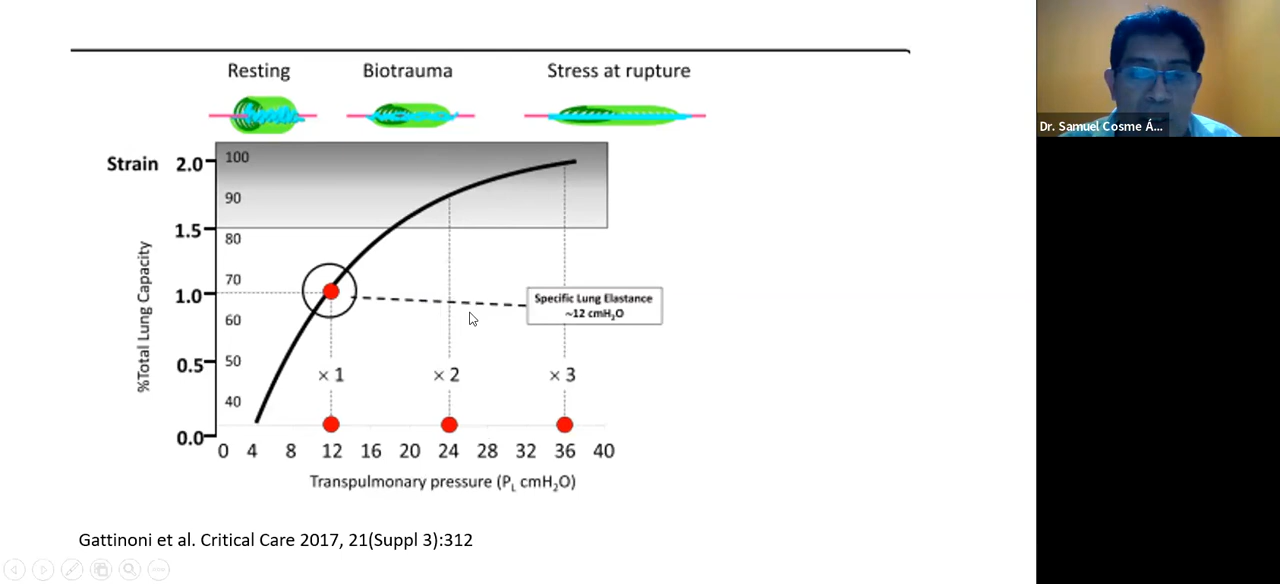 Resting Biotrauma Stress at rupture
Strain
%Total Lung Capacity
2.0
1.5
1.0
0.5
0.0
100
90
80
70
60
50
40
Specific Lung Elastance
~12 cmH₂O
× 1 × 2 × 3
0 4 8 12 16 20 24 28 32 36 40
Transpulmonary pressure (P_L cmH₂O)
Gattinoni et al. Critical Care 2017, 21(Suppl 3):312
Dr. Samuel Cosme Á...